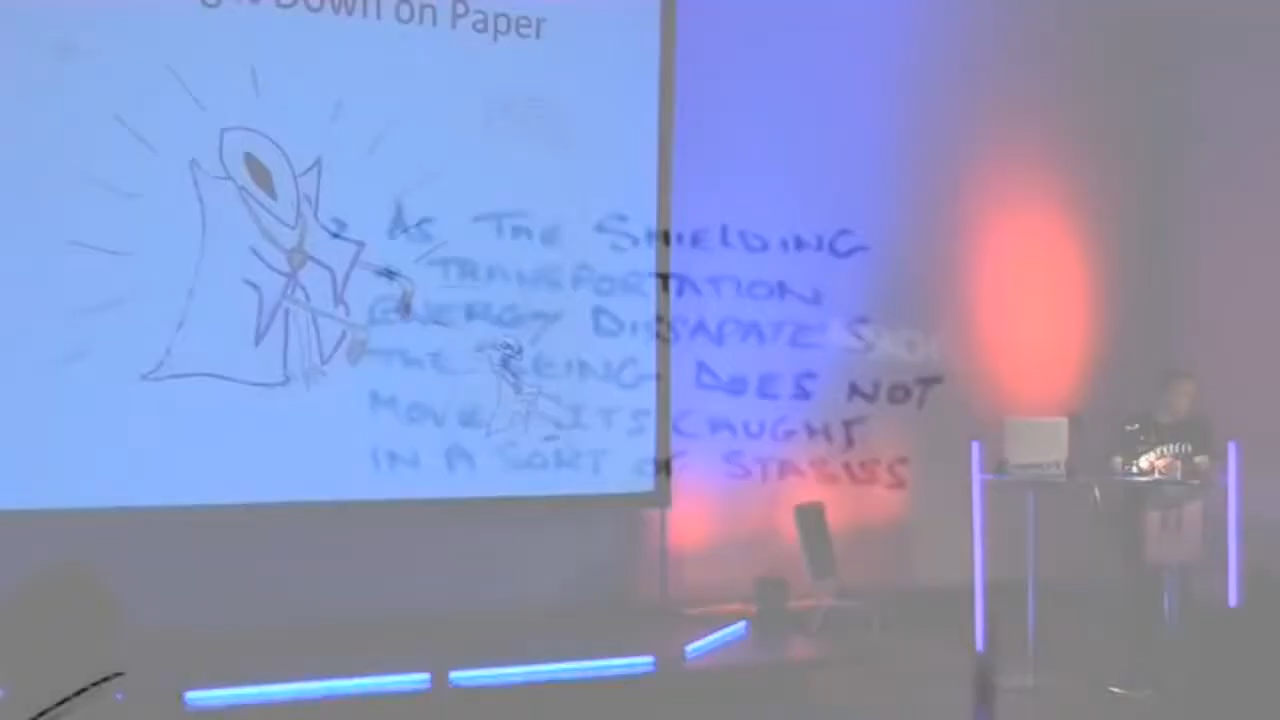 Down on Paper
AS THE SHIELDING
TRANSPORTATION
ENERGY DISSAPATES
THE BEING DOES NOT
MOVE ITS CAUGHT
IN A SORT OF